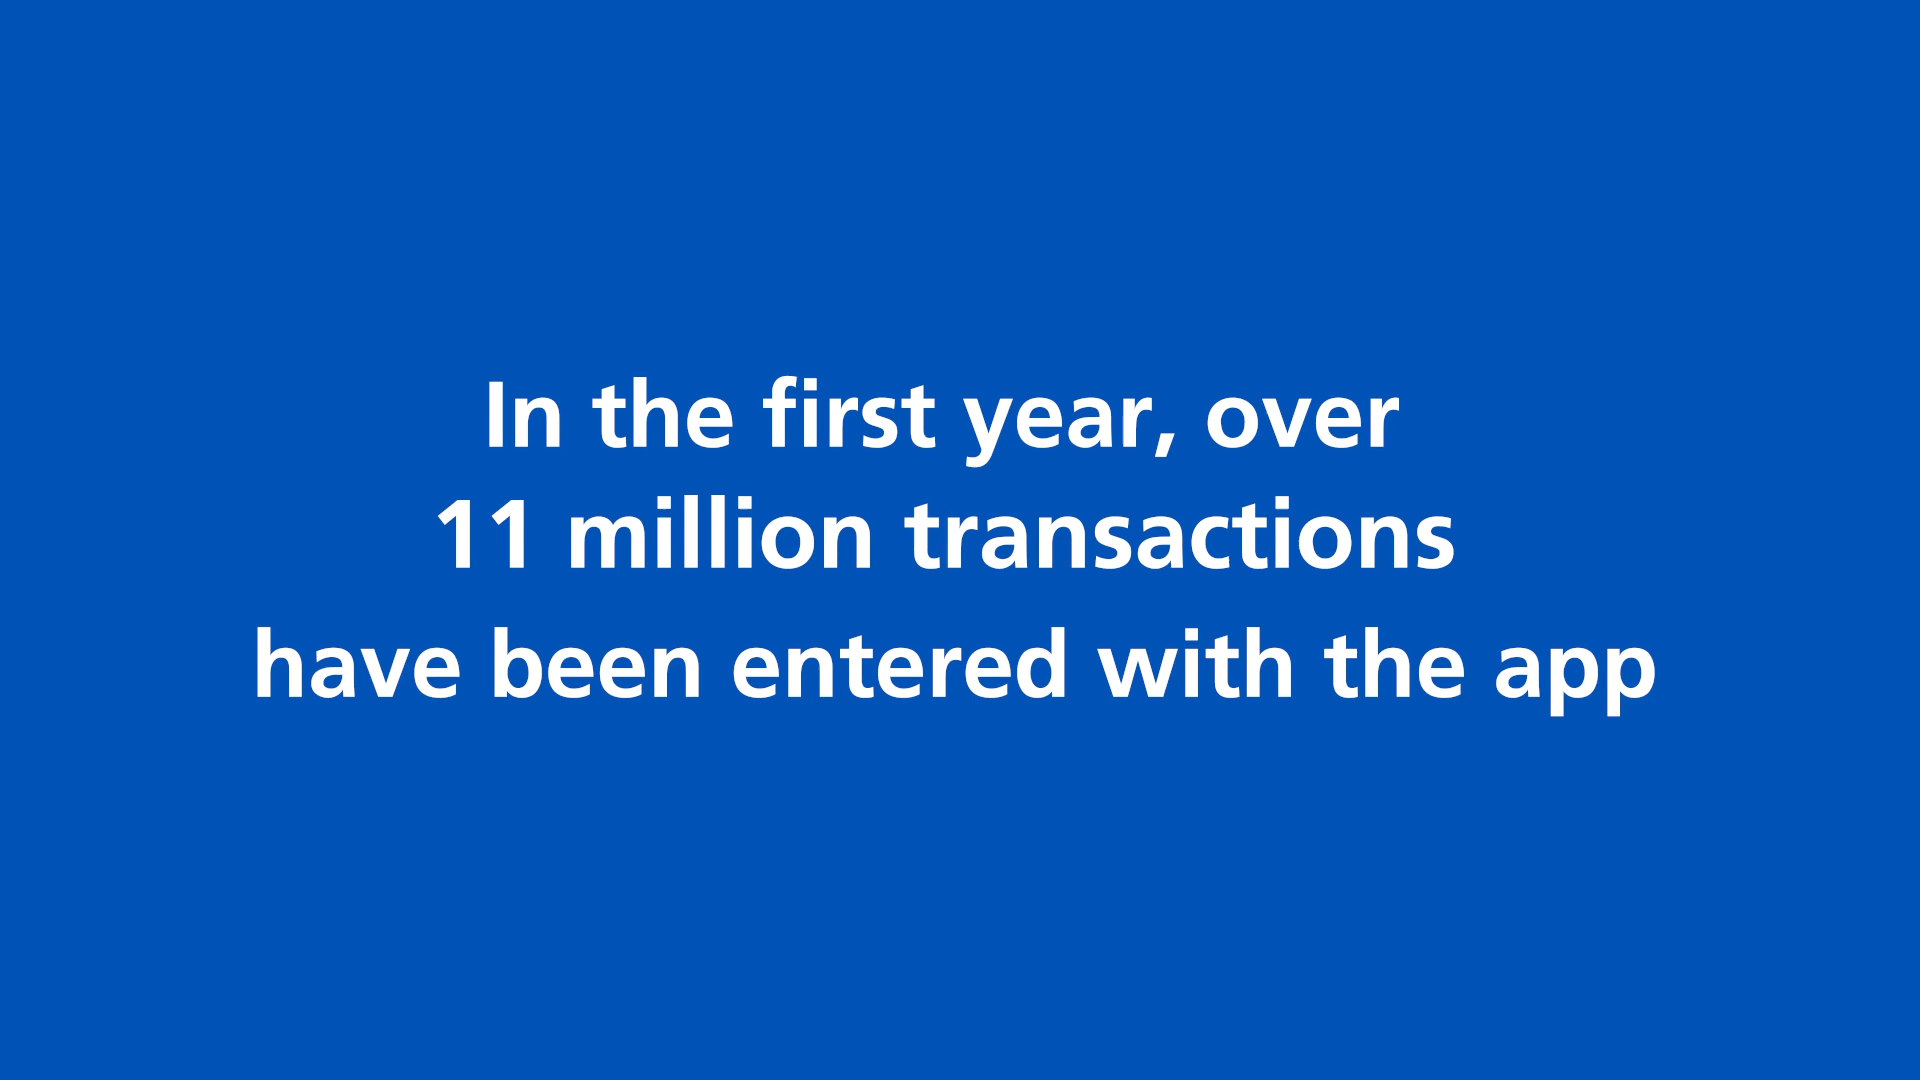 In the first year, over
11 million transactions
have been entered with the app